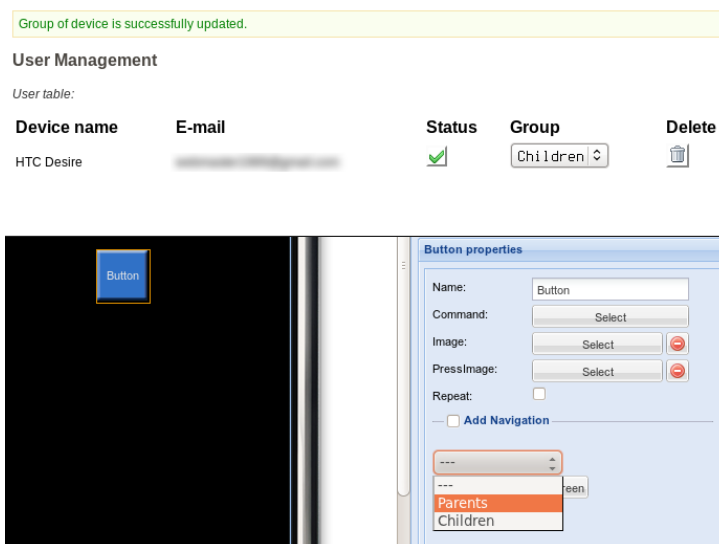 Group of device is successfully updated.
User Management
User table:
Device name E-mail Status Group Delete
HTC Desire Children
Button
Button properties
Name: Button
Command: Select
Image: Select
PressImage: Select
Repeat:
Add Navigation
---
---
Parents
Children